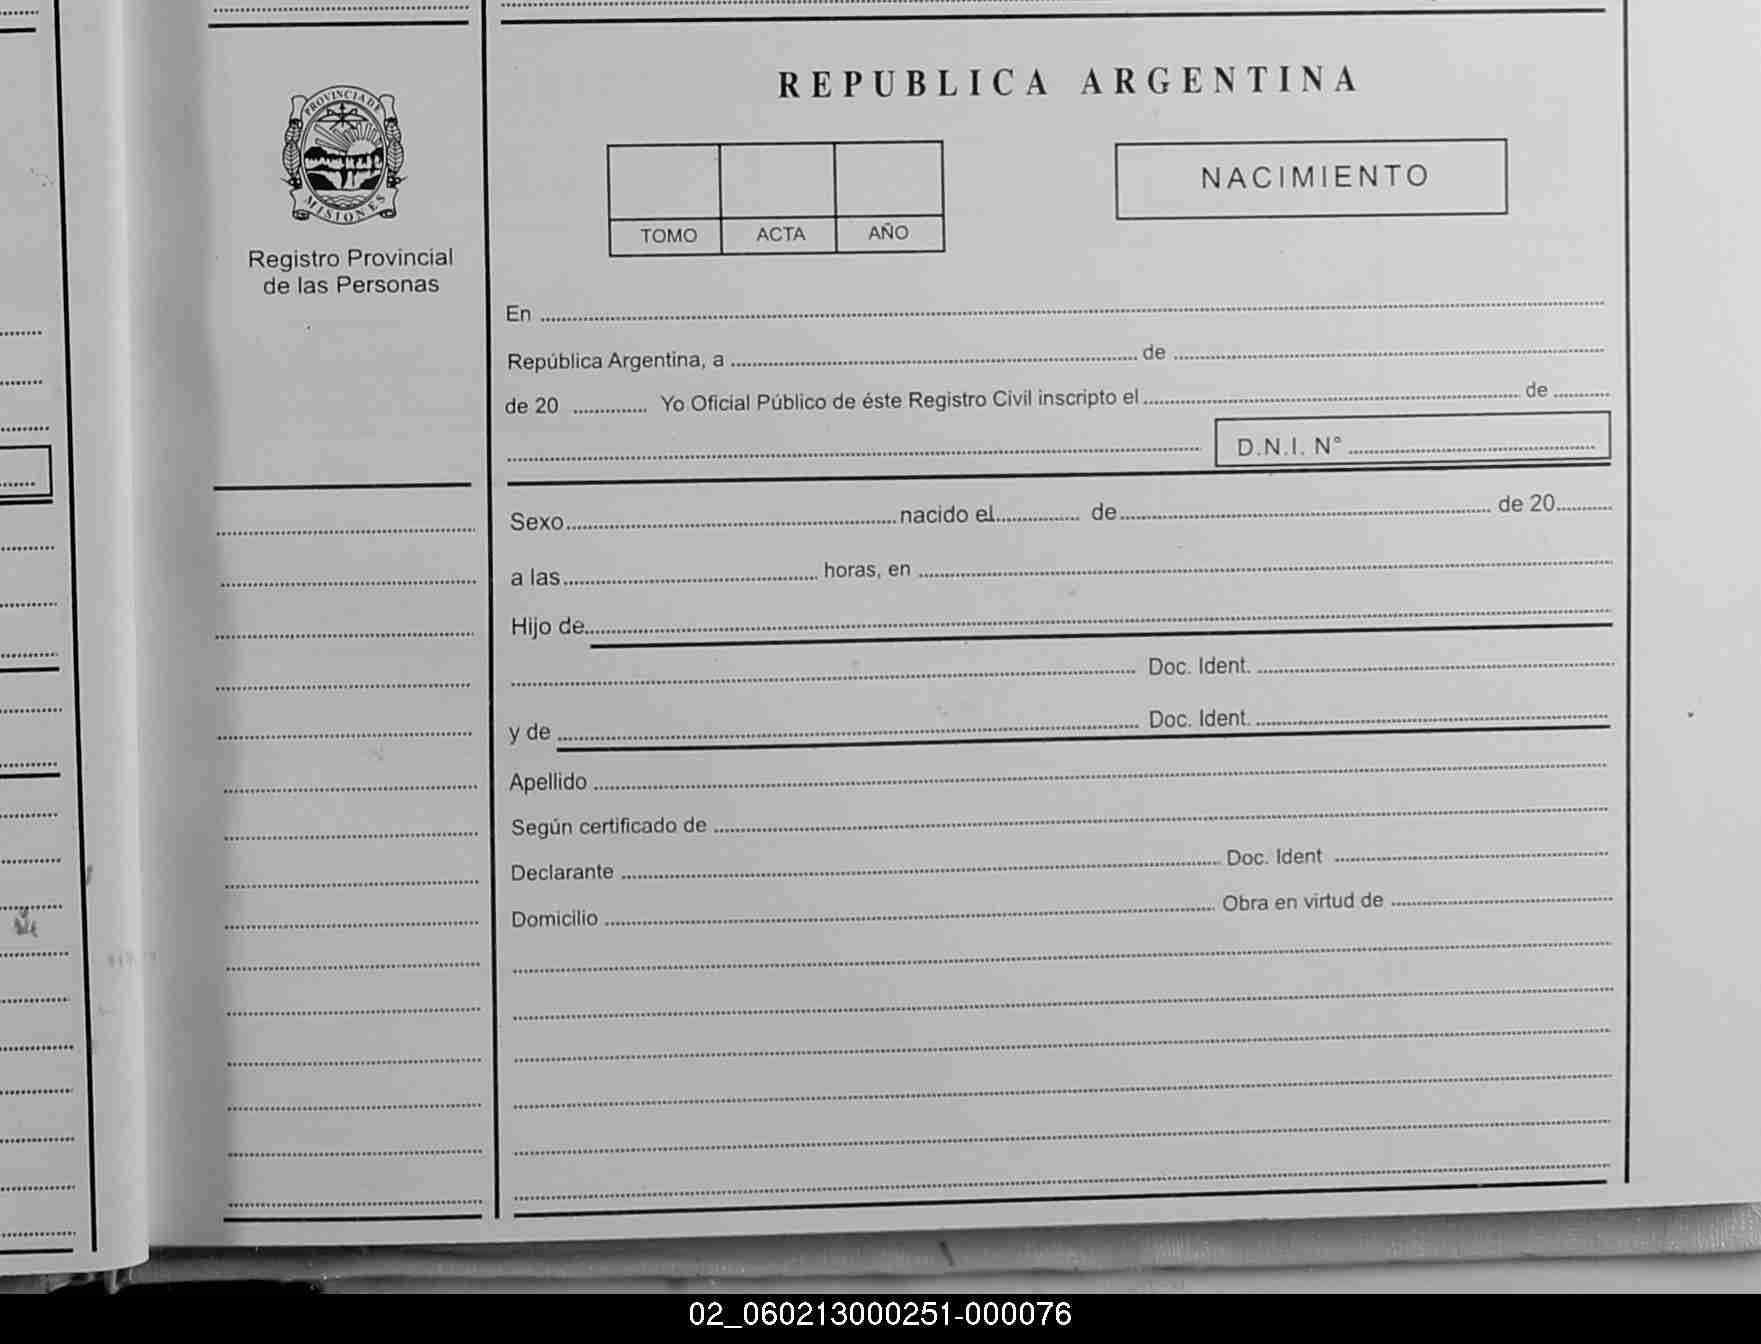 PROVINCIA DE
MISIONES
Registro Provincial
de las Personas
REPUBLICA ARGENTINA
TOMO ACTA AÑO
NACIMIENTO
En
República Argentina, a de
de 20 Yo Oficial Público de éste Registro Civil inscripto el de
D.N.I. N°
Sexo nacido el de de 20
a las horas, en
Hijo de
Doc. Ident.
y de Doc. Ident.
Apellido
Según certificado de
Declarante Doc. Ident
Domicilio Obra en virtud de
02_060213000251-000076